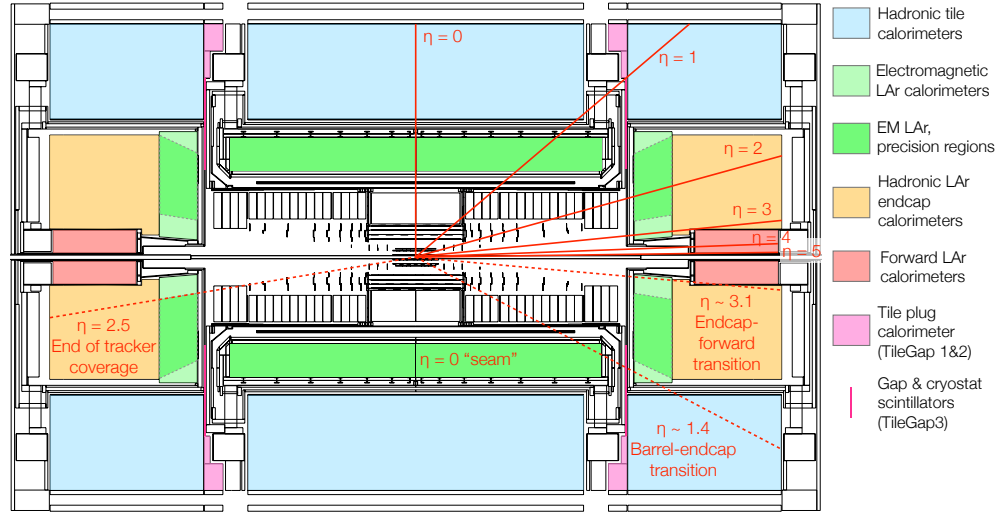 η = 0
η = 1
η = 2
η = 3
η = 4
η = 5
η = 2.5
End of tracker
coverage
η = 0 “seam”
η ~ 3.1
Endcap-
forward
transition
η ~ 1.4
Barrel-endcap
transition
Hadronic tile
calorimeters
Electromagnetic
LAr calorimeters
EM LAr,
precision regions
Hadronic LAr
endcap
calorimeters
Forward LAr
calorimeters
Tile plug
calorimeter
(TileGap 1&2)
Gap & cryostat
scintillators
(TileGap3)